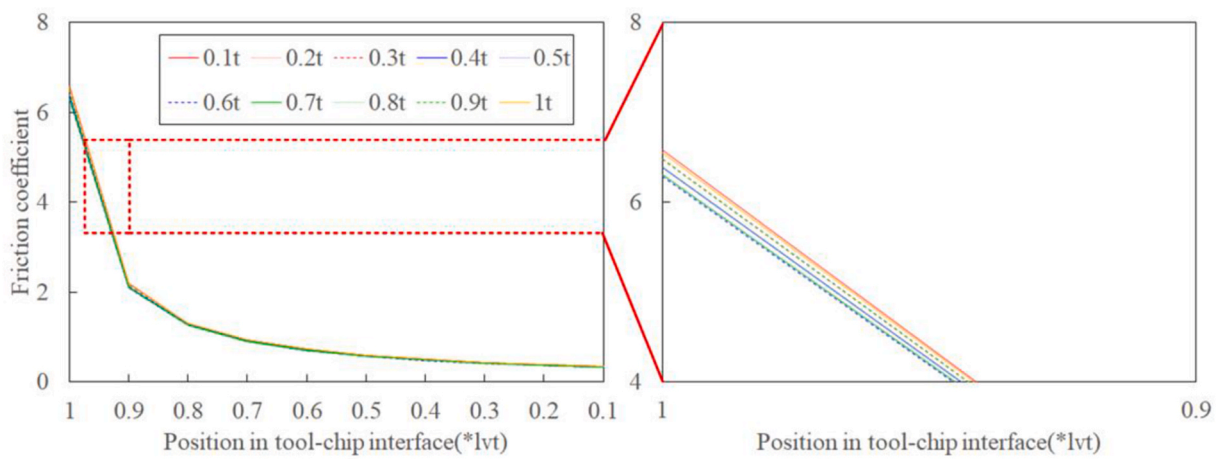 8
6
4
2
0
Friction coefficient
0.1t 0.2t 0.3t 0.4t 0.5t
0.6t 0.7t 0.8t 0.9t 1t
1 0.9 0.8 0.7 0.6 0.5 0.4 0.3 0.2 0.1
Position in tool-chip interface(*lvt)
8
6
4
1 0.9
Position in tool-chip interface(*lvt)